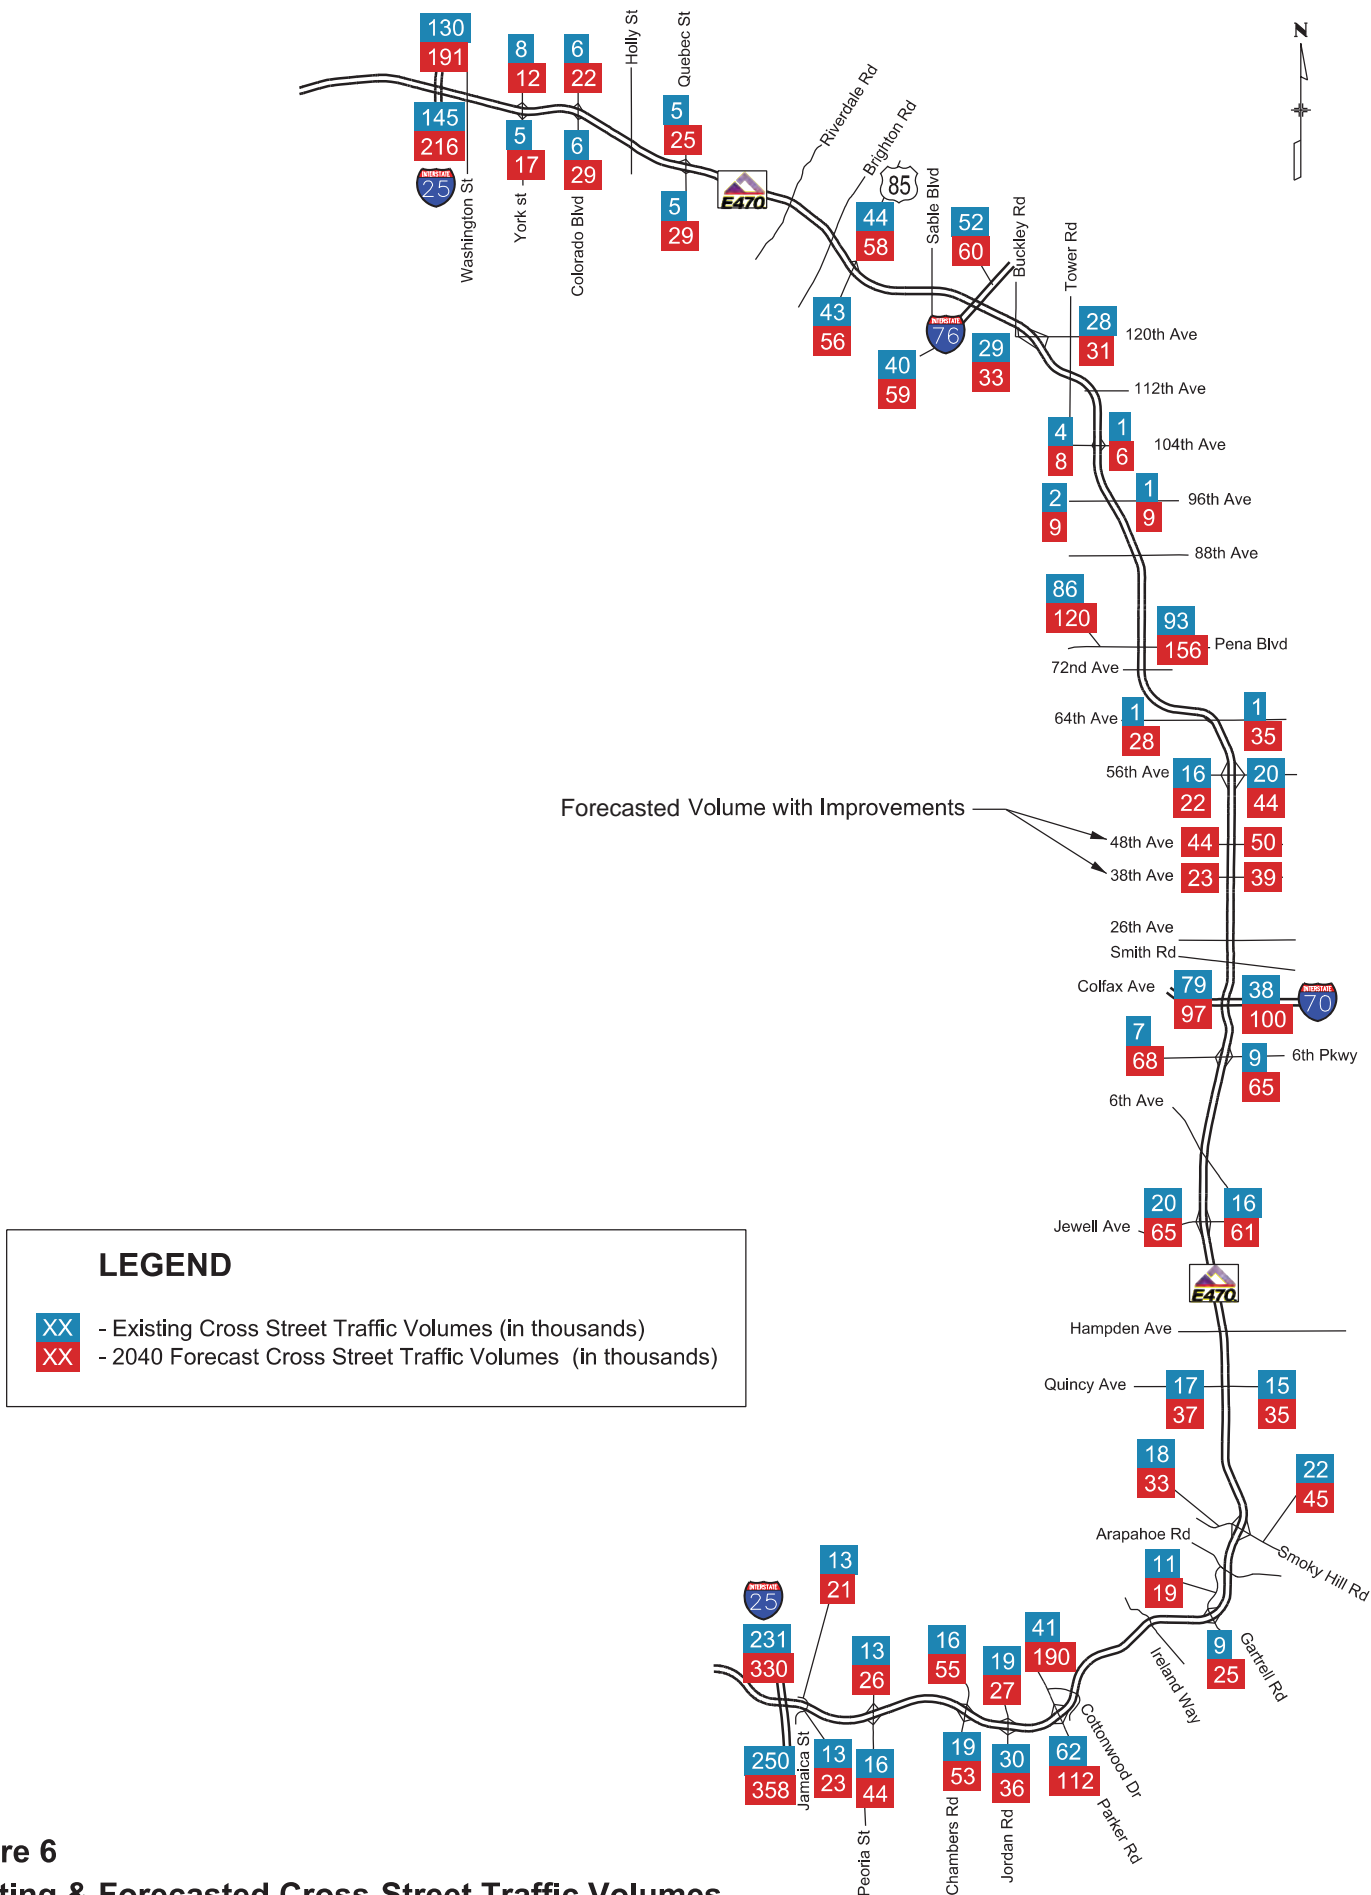 130
191
145
216
INTERSTATE
25
Washington St
8
12
5
17
York st
6
22
6
29
Colorado Blvd
Holly St
Quebec St
5
25
5
29
E470
Riverdale Rd
Brighton Rd
85
44
58
43
56
Sable Blvd
52
60
INTERSTATE
76
40
59
Buckley Rd
29
33
Tower Rd
28
31
120th Ave
112th Ave
4
8
1
6
104th Ave
2
9
1
9
96th Ave
88th Ave
86
120
93
156
Pena Blvd
72nd Ave
64th Ave
1
28
1
35
56th Ave
16
22
20
44
Forecasted Volume with Improvements
48th Ave
44
50
38th Ave
23
39
26th Ave
Smith Rd
Colfax Ave
79
97
38
100
INTERSTATE
70
7
68
9
65
6th Pkwy
6th Ave
20
65
16
61
Jewell Ave
E470
Hampden Ave
Quincy Ave
17
37
15
35
18
33
22
45
Arapahoe Rd
Smoky Hill Rd
11
19
9
25
Gartrell Rd
Ireland Way
INTERSTATE
25
231
330
250
358
13
21
13
23
Jamaica St
13
26
16
44
Peoria St
16
55
19
53
Chambers Rd
19
27
30
36
Jordan Rd
41
190
62
112
Cottonwood Dr
Parker Rd
N
LEGEND
XX - Existing Cross Street Traffic Volumes (in thousands)
XX - 2040 Forecast Cross Street Traffic Volumes (in thousands)
re 6
ting & Forecasted Cross-Street Traffic Volumes